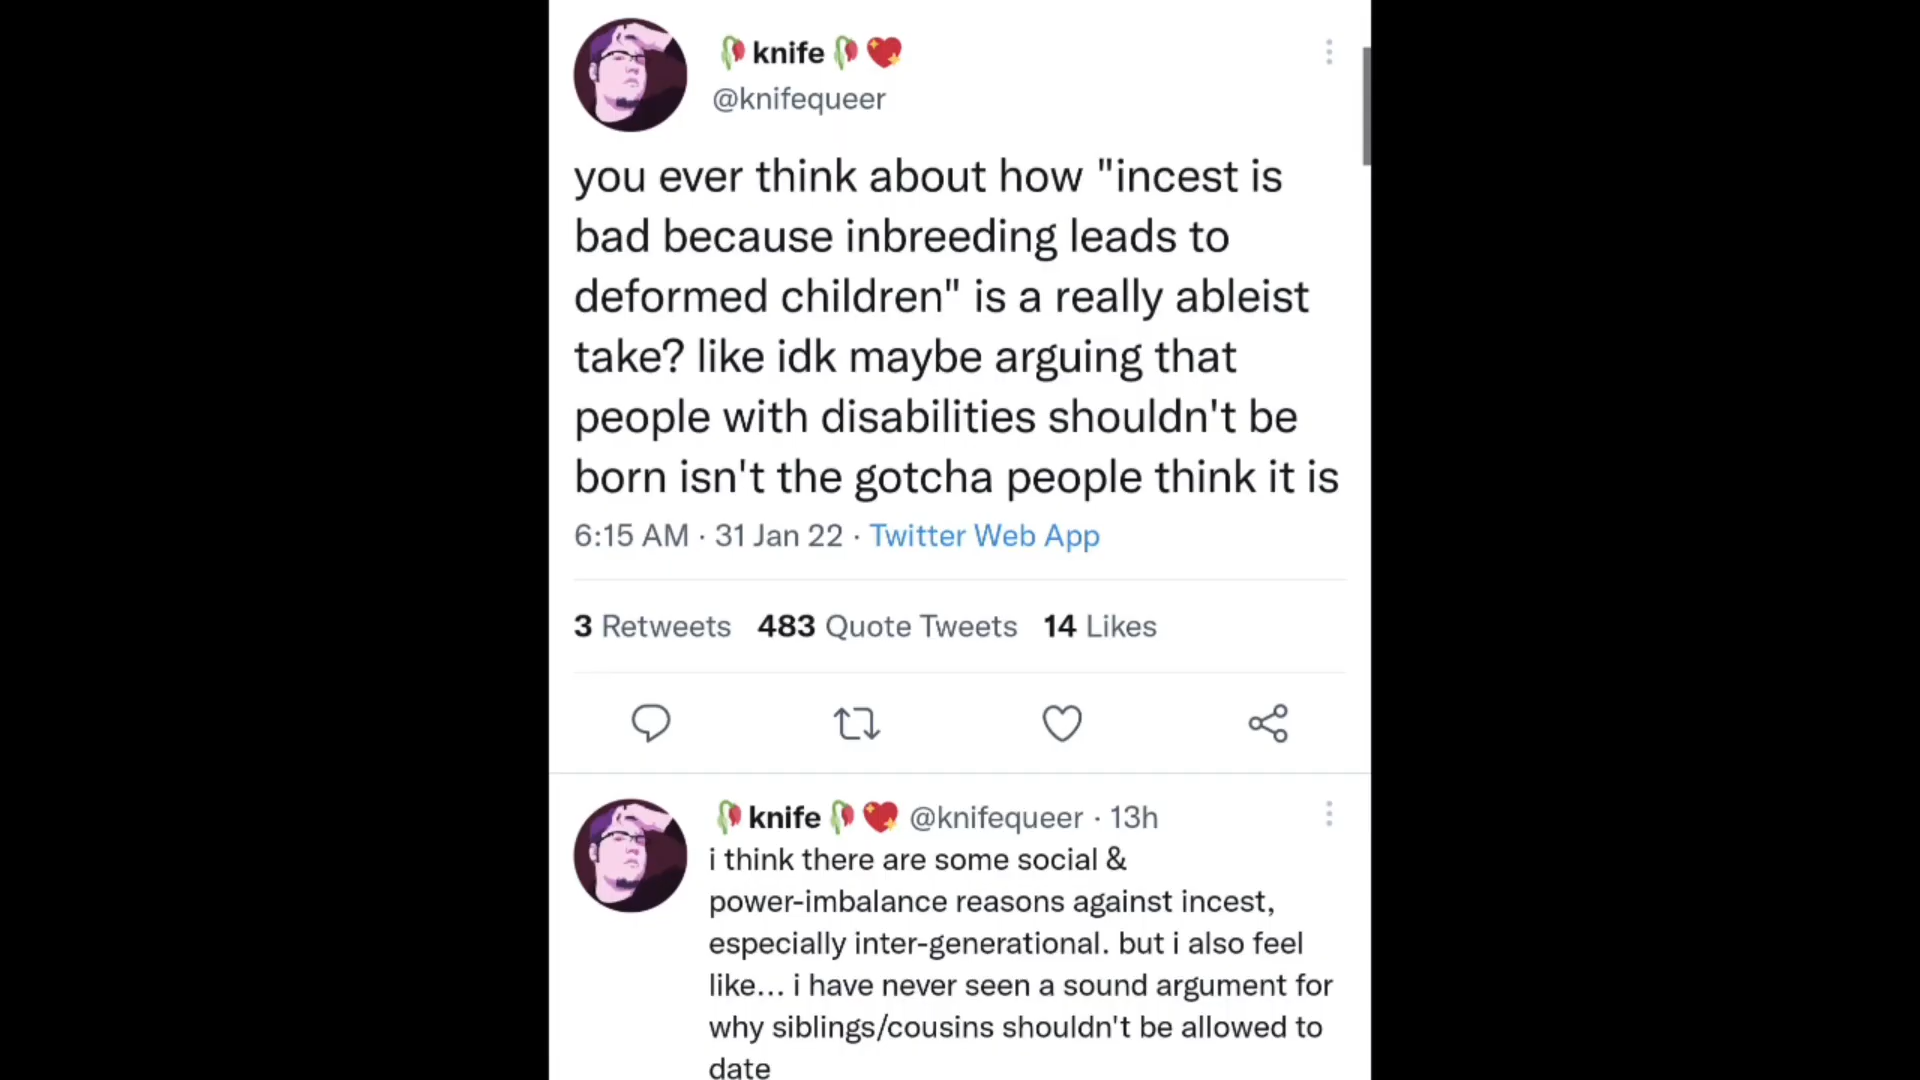 🥀knife🥀💖
@knifequeer
you ever think about how "incest is
bad because inbreeding leads to
deformed children" is a really ableist
take? like idk maybe arguing that
people with disabilities shouldn't be
born isn't the gotcha people think it is
6:15 AM · 31 Jan 22 · Twitter Web App
3 Retweets 483 Quote Tweets 14 Likes
🥀knife🥀💖 @knifequeer · 13h
i think there are some social &
power-imbalance reasons against incest,
especially inter-generational. but i also feel
like... i have never seen a sound argument for
why siblings/cousins shouldn't be allowed to
date